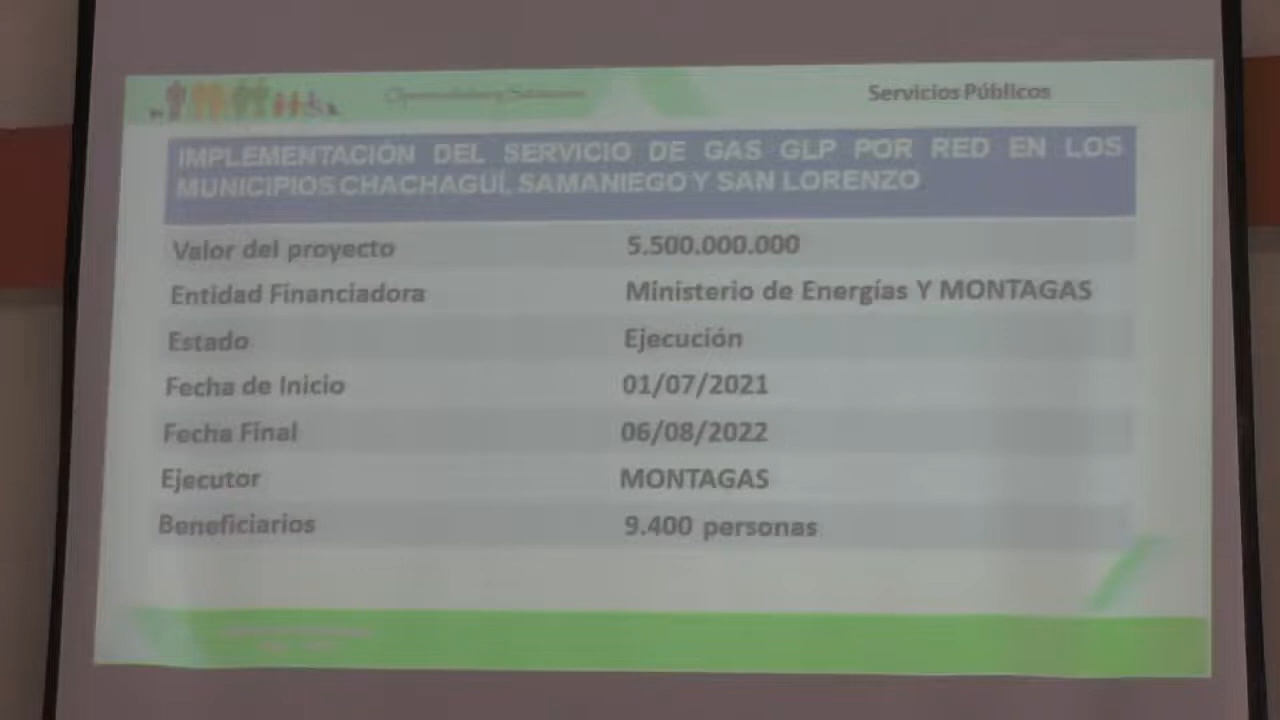 Servicios Públicos
IMPLEMENTACIÓN DEL SERVICIO DE GAS GLP POR RED EN LOS
MUNICIPIOS CHACHAGUÍ, SAMANIEGO Y SAN LORENZO
Valor del proyecto 5.500.000.000
Entidad Financiadora Ministerio de Energías Y MONTAGAS
Estado Ejecución
Fecha de Inicio 01/07/2021
Fecha Final 06/08/2022
Ejecutor MONTAGAS
Beneficiarios 9.400 personas